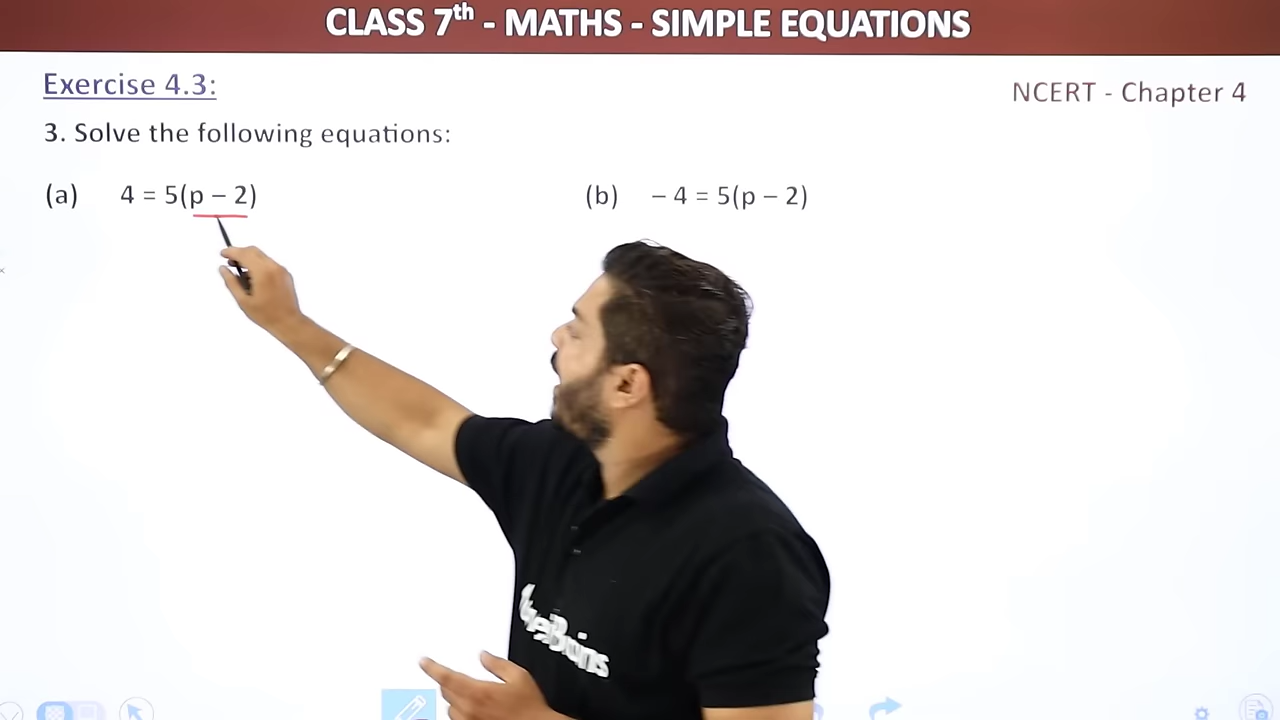 CLASS 7th - MATHS - SIMPLE EQUATIONS
Exercise 4.3:
NCERT - Chapter 4
3. Solve the following equations:
(a) 4 = 5(p – 2)
(b) – 4 = 5(p – 2)